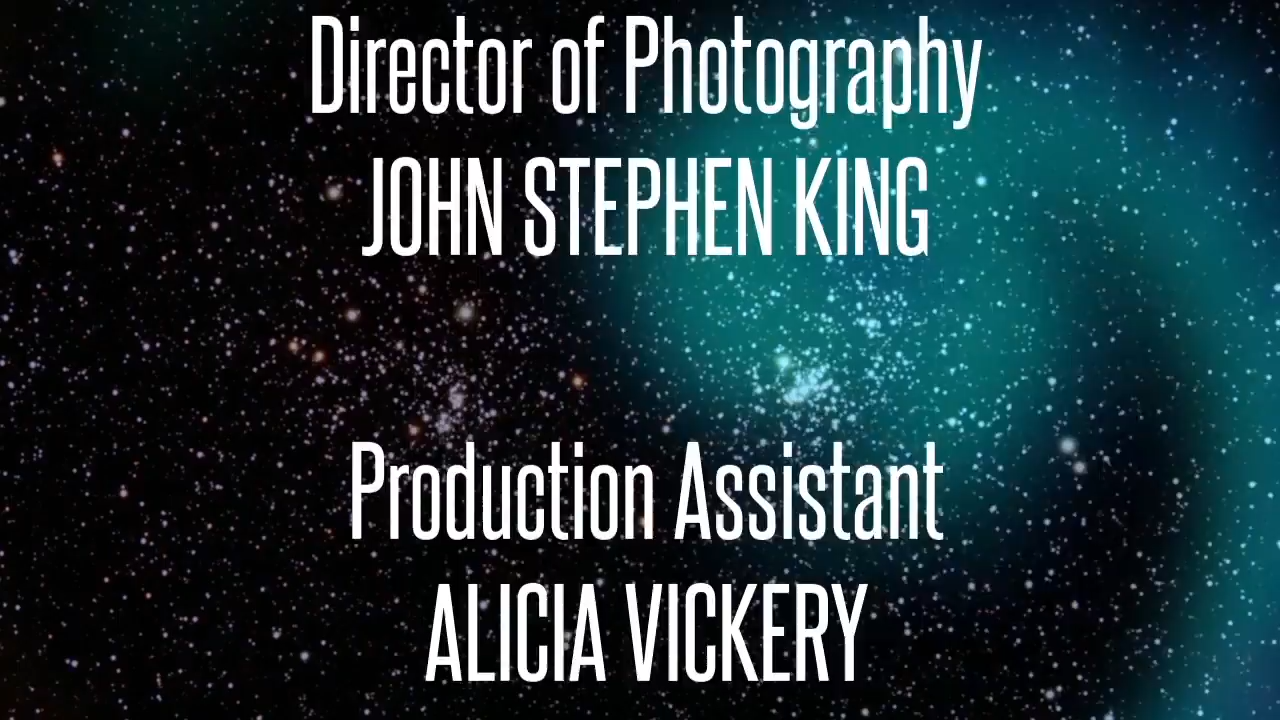 Director of Photography
JOHN STEPHEN KING
Production Assistant
ALICIA VICKERY